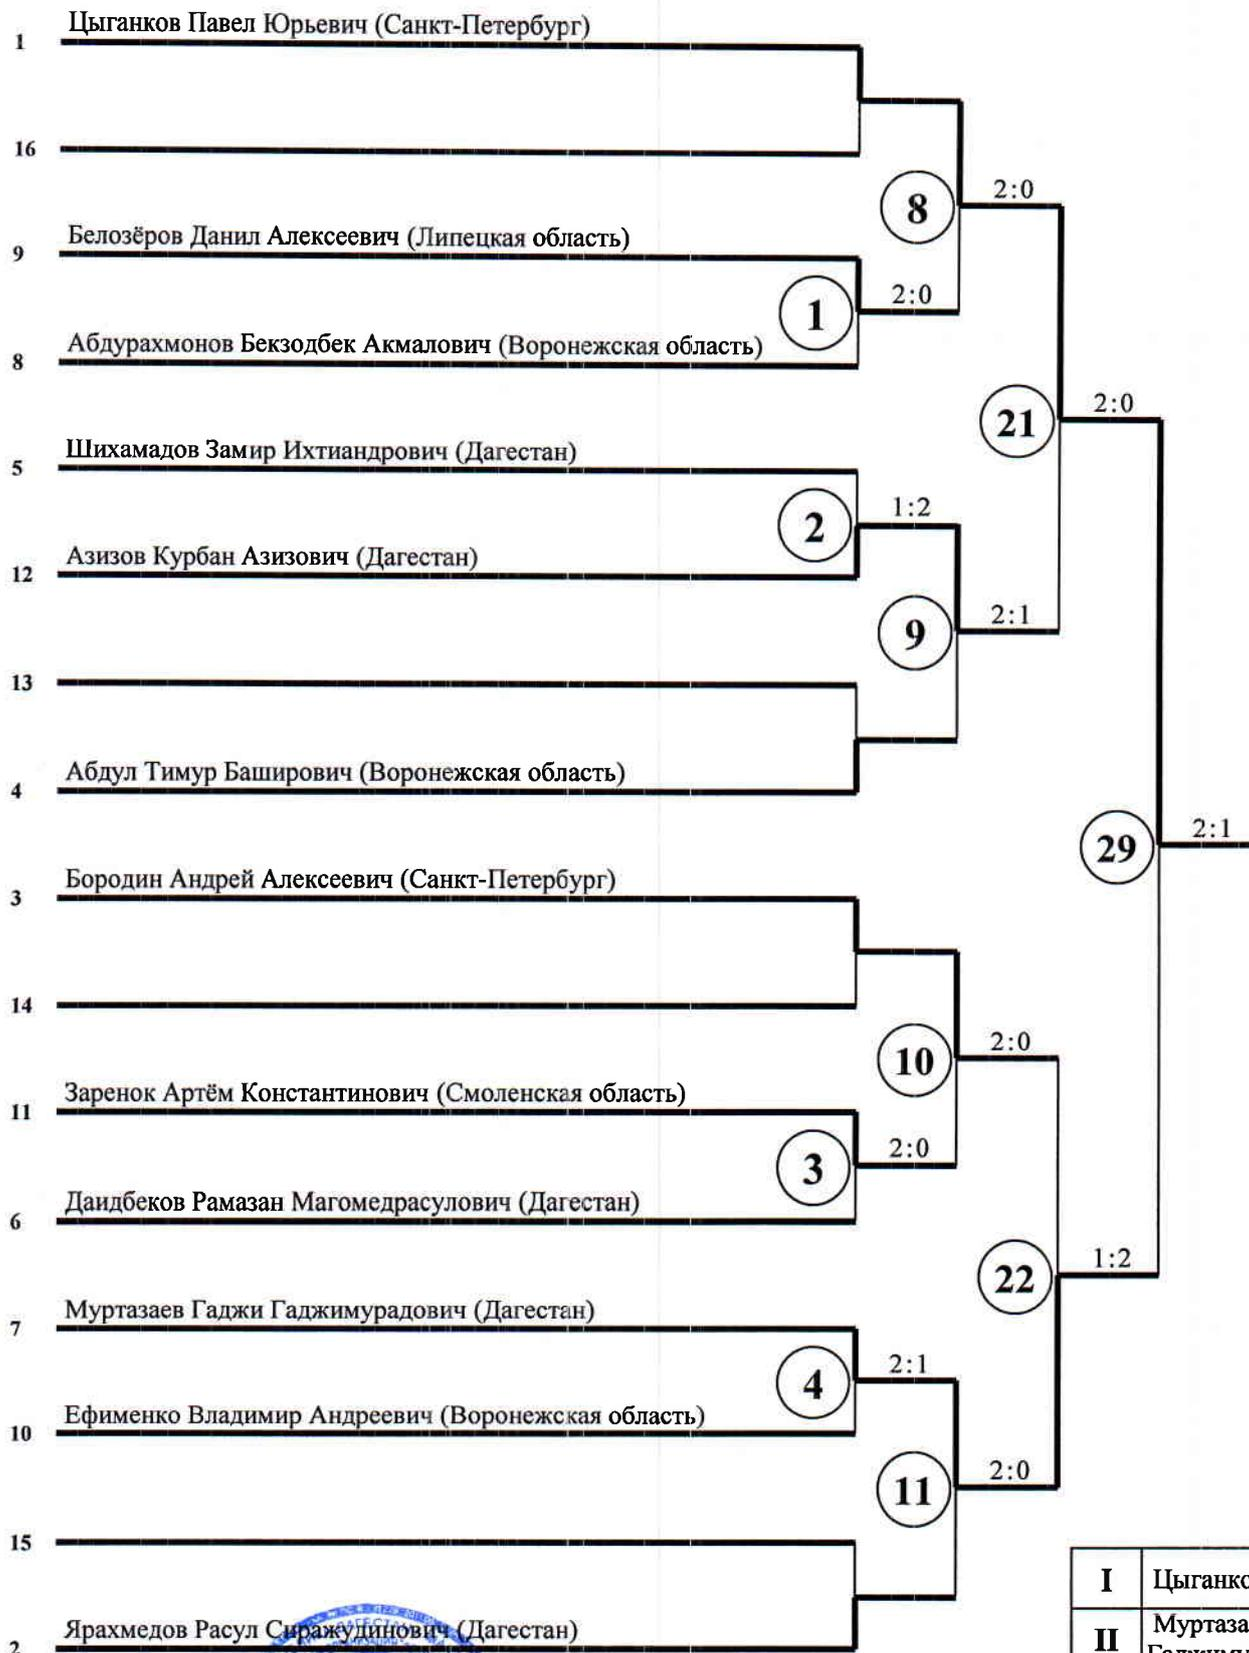 Цыганков Павел Юрьевич (Санкт-Петербург)
1
16
8
2:0
Белозёров Данил Алексеевич (Липецкая область)
9
1
2:0
Абдурахмонов Бекзодбек Акмалович (Воронежская область)
8
21
2:0
Шихамадов Замир Ихтиандрович (Дагестан)
5
2
1:2
Азизов Курбан Азизович (Дагестан)
12
9
2:1
13
Абдул Тимур Баширович (Воронежская область)
4
29
2:1
Бородин Андрей Алексеевич (Санкт-Петербург)
3
14
10
2:0
Заренок Артём Константинович (Смоленская область)
11
3
2:0
Даидбеков Рамазан Магомедрасулович (Дагестан)
6
22
1:2
Муртазаев Гаджи Гаджимурадович (Дагестан)
7
4
2:1
Ефименко Владимир Андреевич (Воронежская область)
10
11
2:0
15
I Цыганко
Ярахмедов Расул Сиражудинович (Дагестан)
2
II Муртаза